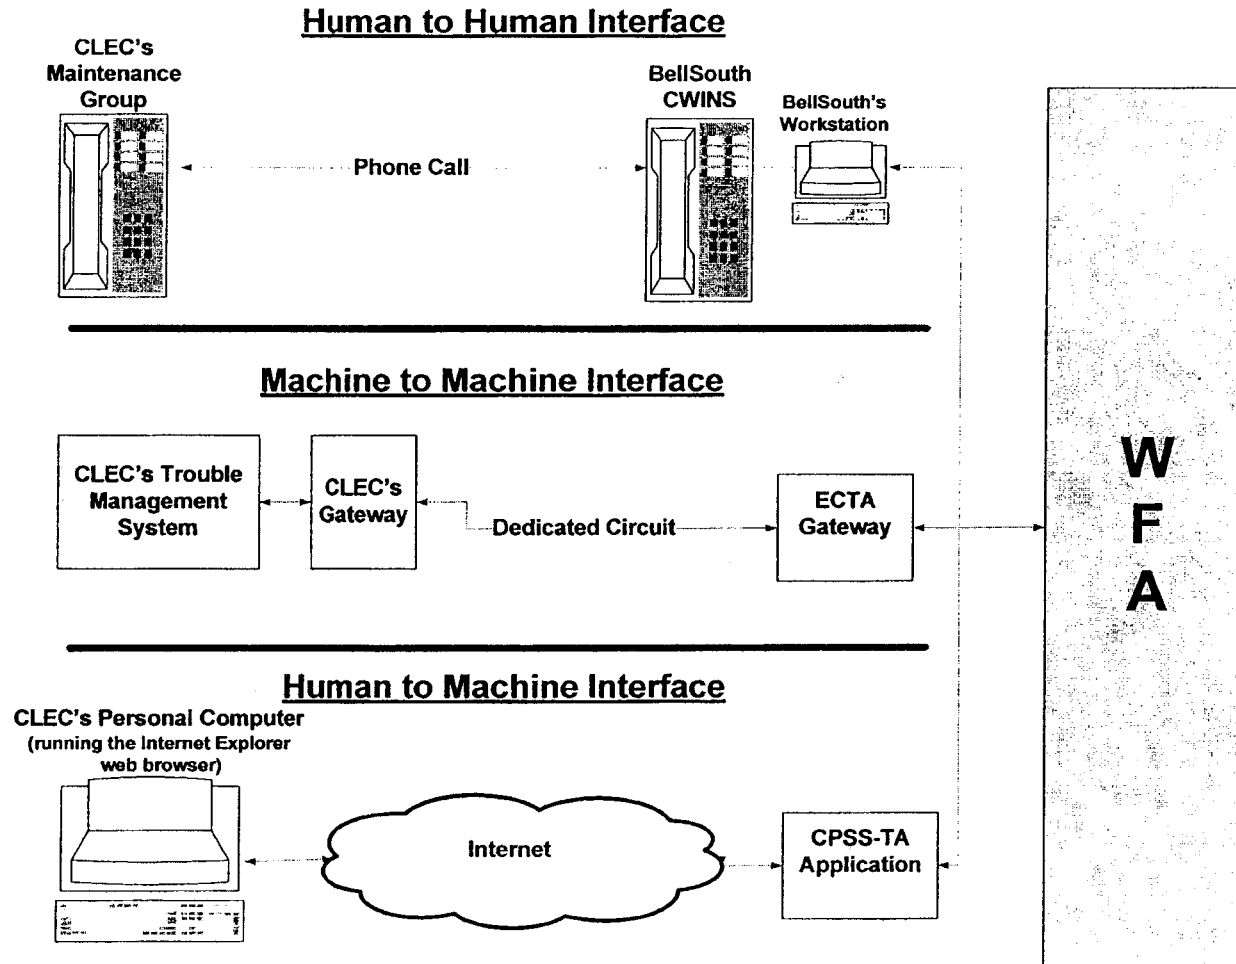 Human to Human Interface
CLEC's
Maintenance
Group
BellSouth
CWINS
BellSouth's
Workstation
Phone Call
Machine to Machine Interface
CLEC's Trouble
Management
System
CLEC's
Gateway
Dedicated Circuit
ECTA
Gateway
W
F
A
Human to Machine Interface
CLEC's Personal Computer
(running the Internet Explorer
web browser)
Internet
CPSS-TA
Application